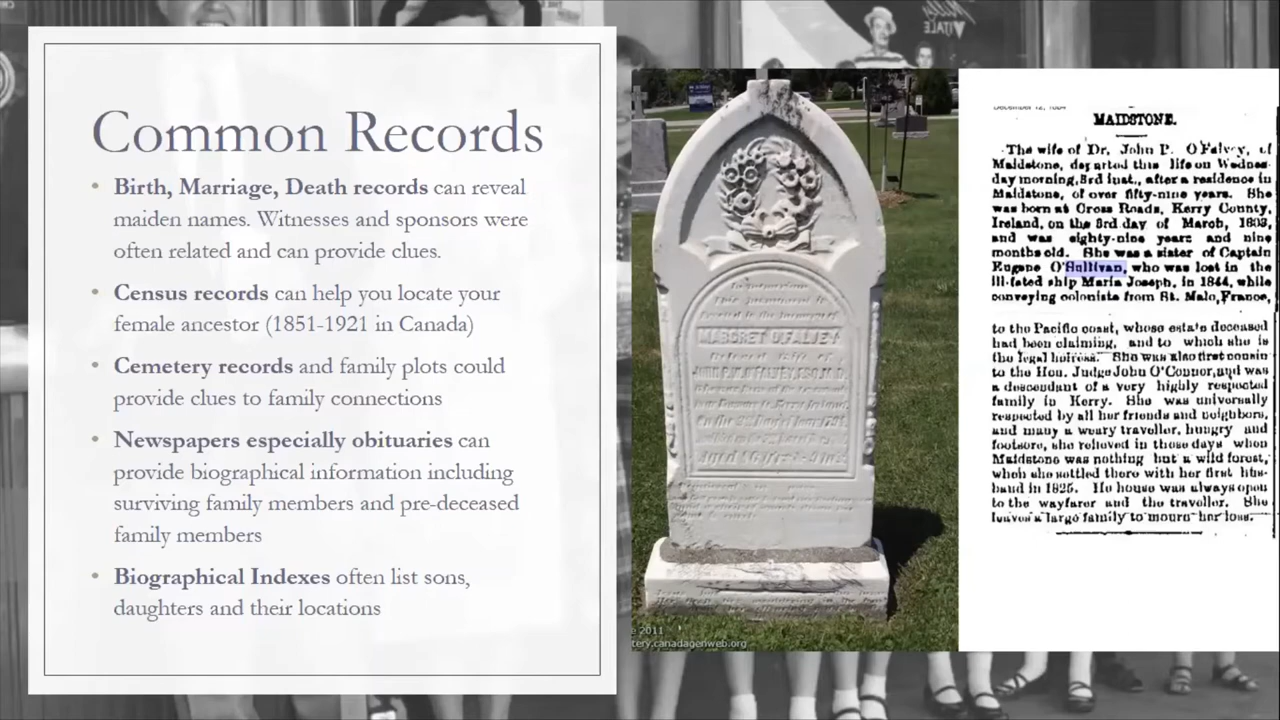 Common Records
• Birth, Marriage, Death records can reveal
maiden names. Witnesses and sponsors were
often related and can provide clues.
• Census records can help you locate your
female ancestor (1851-1921 in Canada)
• Cemetery records and family plots could
provide clues to family connections
• Newspapers especially obituaries can
provide biographical information including
surviving family members and pre-deceased
family members
• Biographical Indexes often list sons,
daughters and their locations
VITALE
MARGRET O'FALVEY
Beloved Wife of
2011
tery.canadagenweb.org
MAIDSTONE.
The wife of Dr. John P. O'Falvey, of
Maidstone, departed this life on Wednes-
day morning, 3rd inst., after a residence in
Maidstone, of over fifty-nine years. She
was born at Cross Roads, Kerry County,
Ireland, on the 3rd day of March,
and was eighty-nine years and nine
months old. She was a sister of Captain
Eugene O'Sullivan, who was lost in the
ill-fated ship Maria Joseph, in 1844, while
conveying colonists from St. Malo, France,
to the Pacific coast, whose estate deceased
had been claiming, and to which she is
the legal heiress. She was also first cousin
to the Hon. Judge John O'Connor, and was
a descendant of a very highly respected
family in Kerry. She was universally
respected by all her friends and neighbors,
and many a weary traveller, hungry and
footsore, she relieved in those days when
Maidstone was nothing but a wild forest,
when she settled there with her first hus-
band in 1825. He house was always open
to the wayfarer and the traveller. She
leaves a large family to mourn her loss.